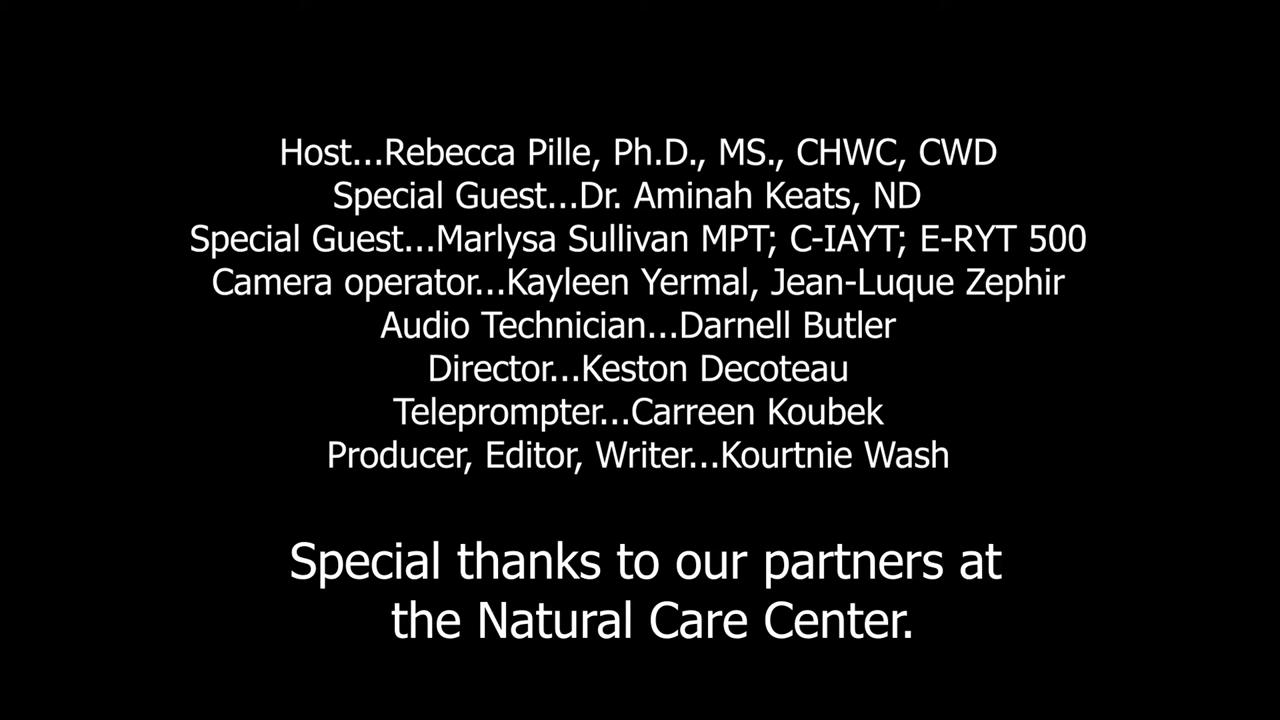 Host...Rebecca Pille, Ph.D., MS., CHWC, CWD
Special Guest...Dr. Aminah Keats, ND
Special Guest...Marlysa Sullivan MPT; C-IAYT; E-RYT 500
Camera operator...Kayleen Yermal, Jean-Luque Zephir
Audio Technician...Darnell Butler
Director...Keston Decoteau
Teleprompter...Carreen Koubek
Producer, Editor, Writer...Kourtnie Wash
Special thanks to our partners at
the Natural Care Center.